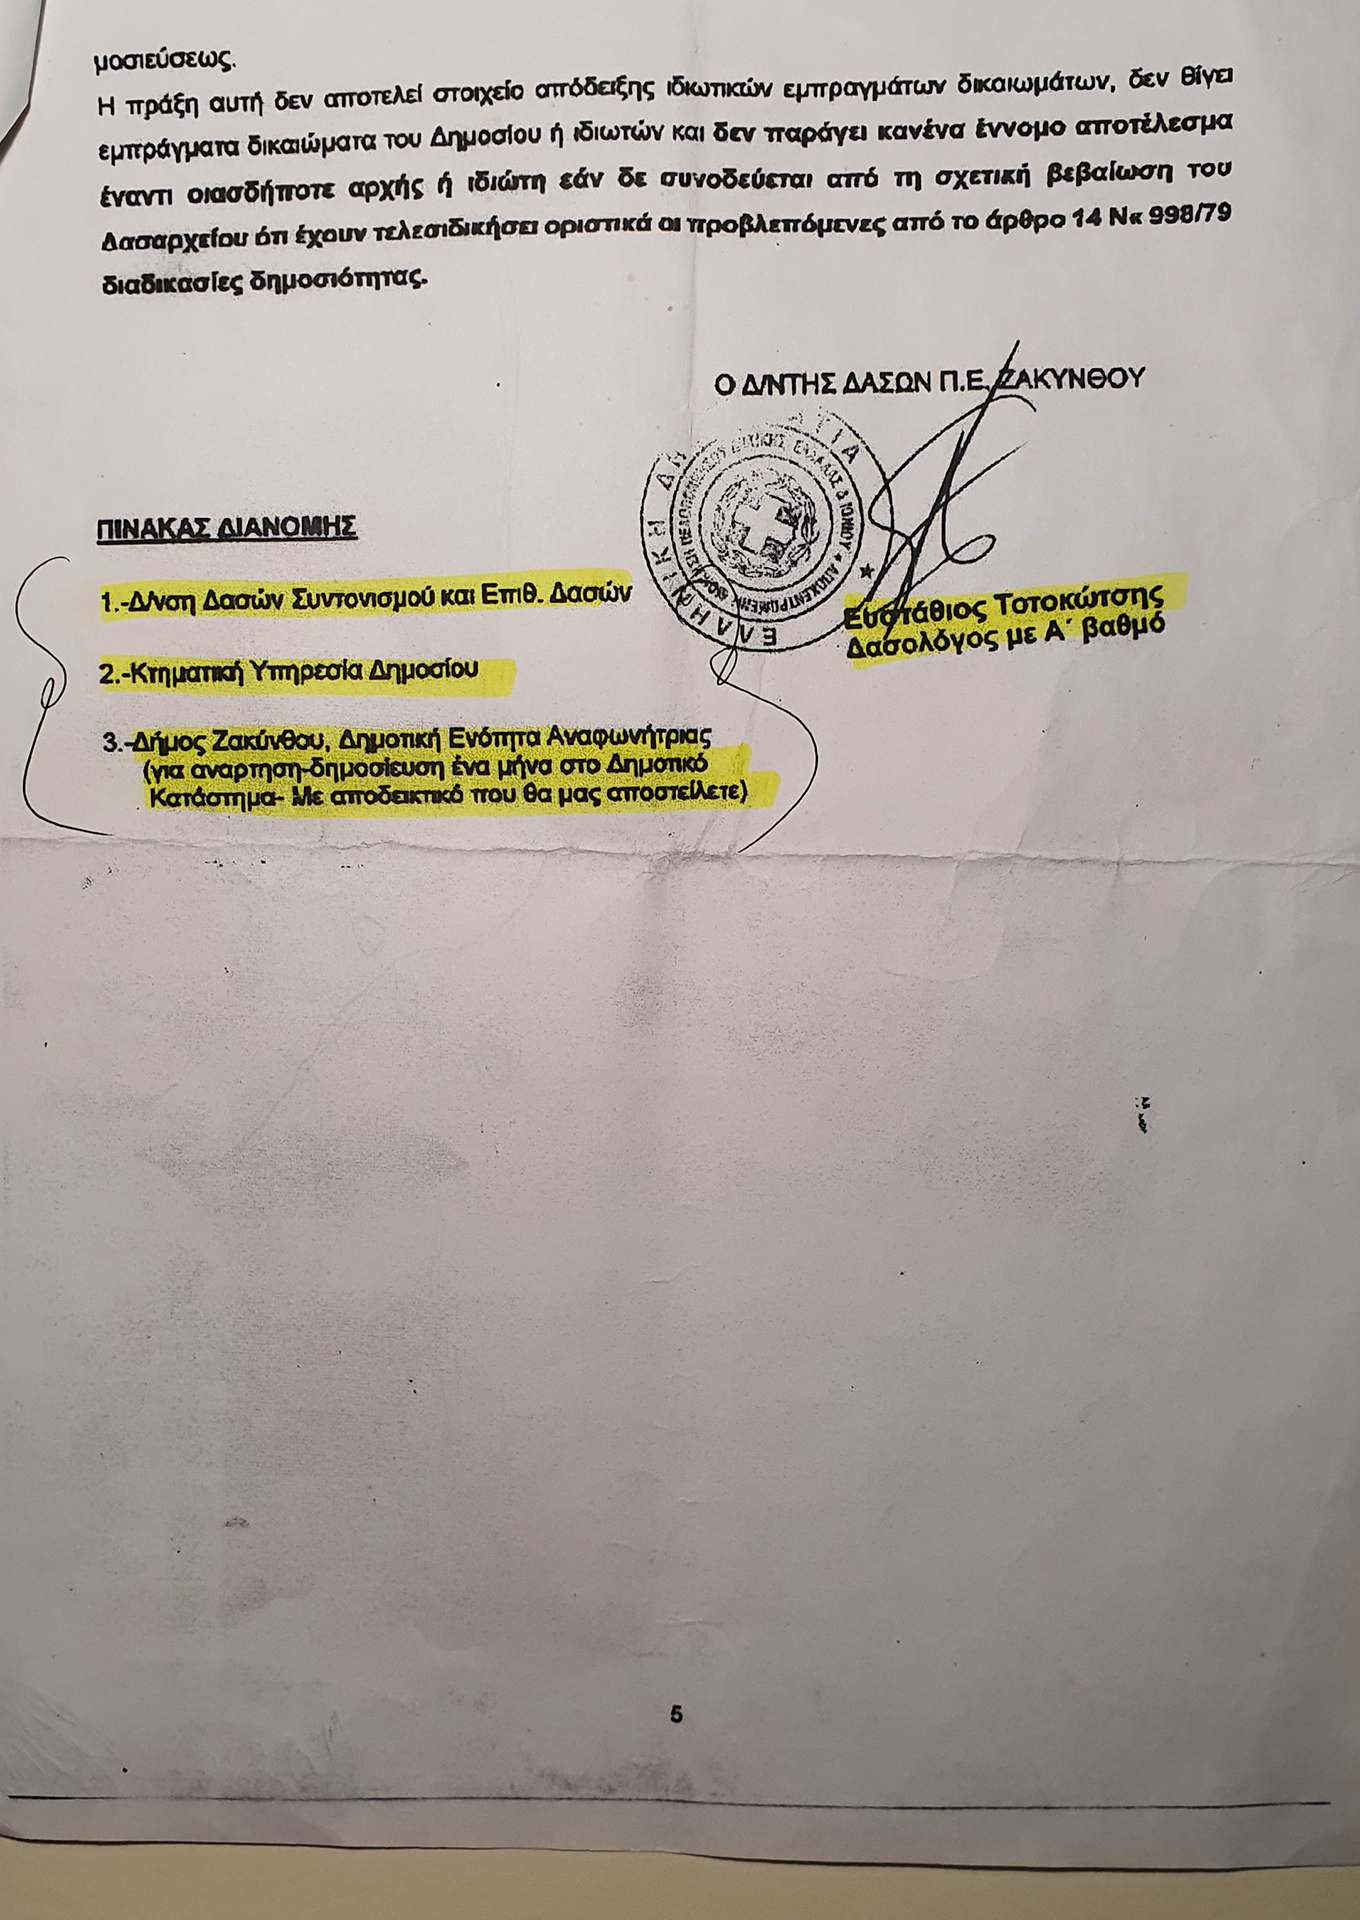 μοσιεύσεως.
Η πράξη αυτή δεν αποτελεί στοιχείο απόδειξης ιδιωτικών εμπραγμάτων δικαιωμάτων, δεν θίγει
εμπράγματα δικαιώματα του Δημοσίου ή ιδιωτών και δεν παράγει κανένα έννομο αποτέλεσμα
έναντι οιασδήποτε αρχής ή ιδιώτη εάν δε συνοδεύεται από τη σχετική βεβαίωση του
Δασαρχείου ότι έχουν τελεσιδικήσει οριστικά οι προβλεπόμενες από το άρθρο 14 Ν« 998/79
διαδικασίες δημοσιότητας.
Ο Δ/ΝΤΗΣ ΔΑΣΩΝ Π.Ε. ΖΑΚΥΝΘΟΥ
ΠΙΝΑΚΑΣ ΔΙΑΝΟΜΗΣ
1.-Δ/νση Δασών Συντονισμού και Επιθ. Δασών
Ευστάθιος Τοτοκώτσης
Δασολόγος με Α΄ βαθμό
2.-Κτηματική Υπηρεσία Δημοσίου
3.-Δήμος Ζακύνθου, Δημοτική Ενότητα Αναφωνήτριας
(για αναρτηση-δημοσίευση ένα μήνα στο Δημοτικό
Κατάστημα- Με αποδεικτικό που θα μας αποστείλετε)
5